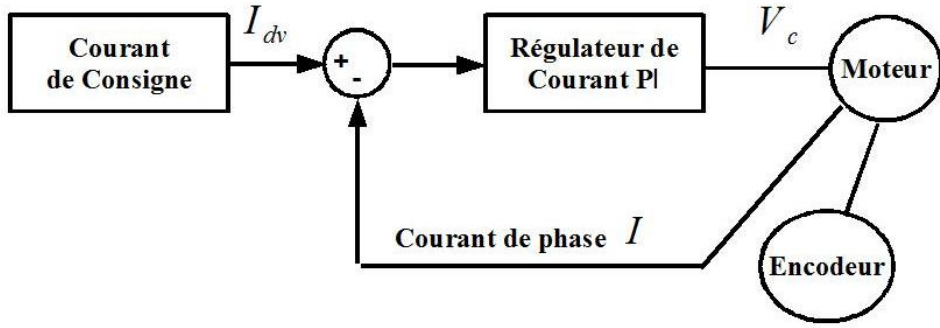 Courant
de Consigne
I dv
+
-
Régulateur de
Courant PI
V c
Moteur
Courant de phase I
Encodeur